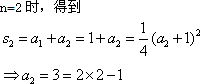 n=2时，得到
s₂ = a₁ + a₂ = 1 + a₂ = \frac{1}{4}(a₂ + 1)²
⇒ a₂ = 3 = 2×2−1